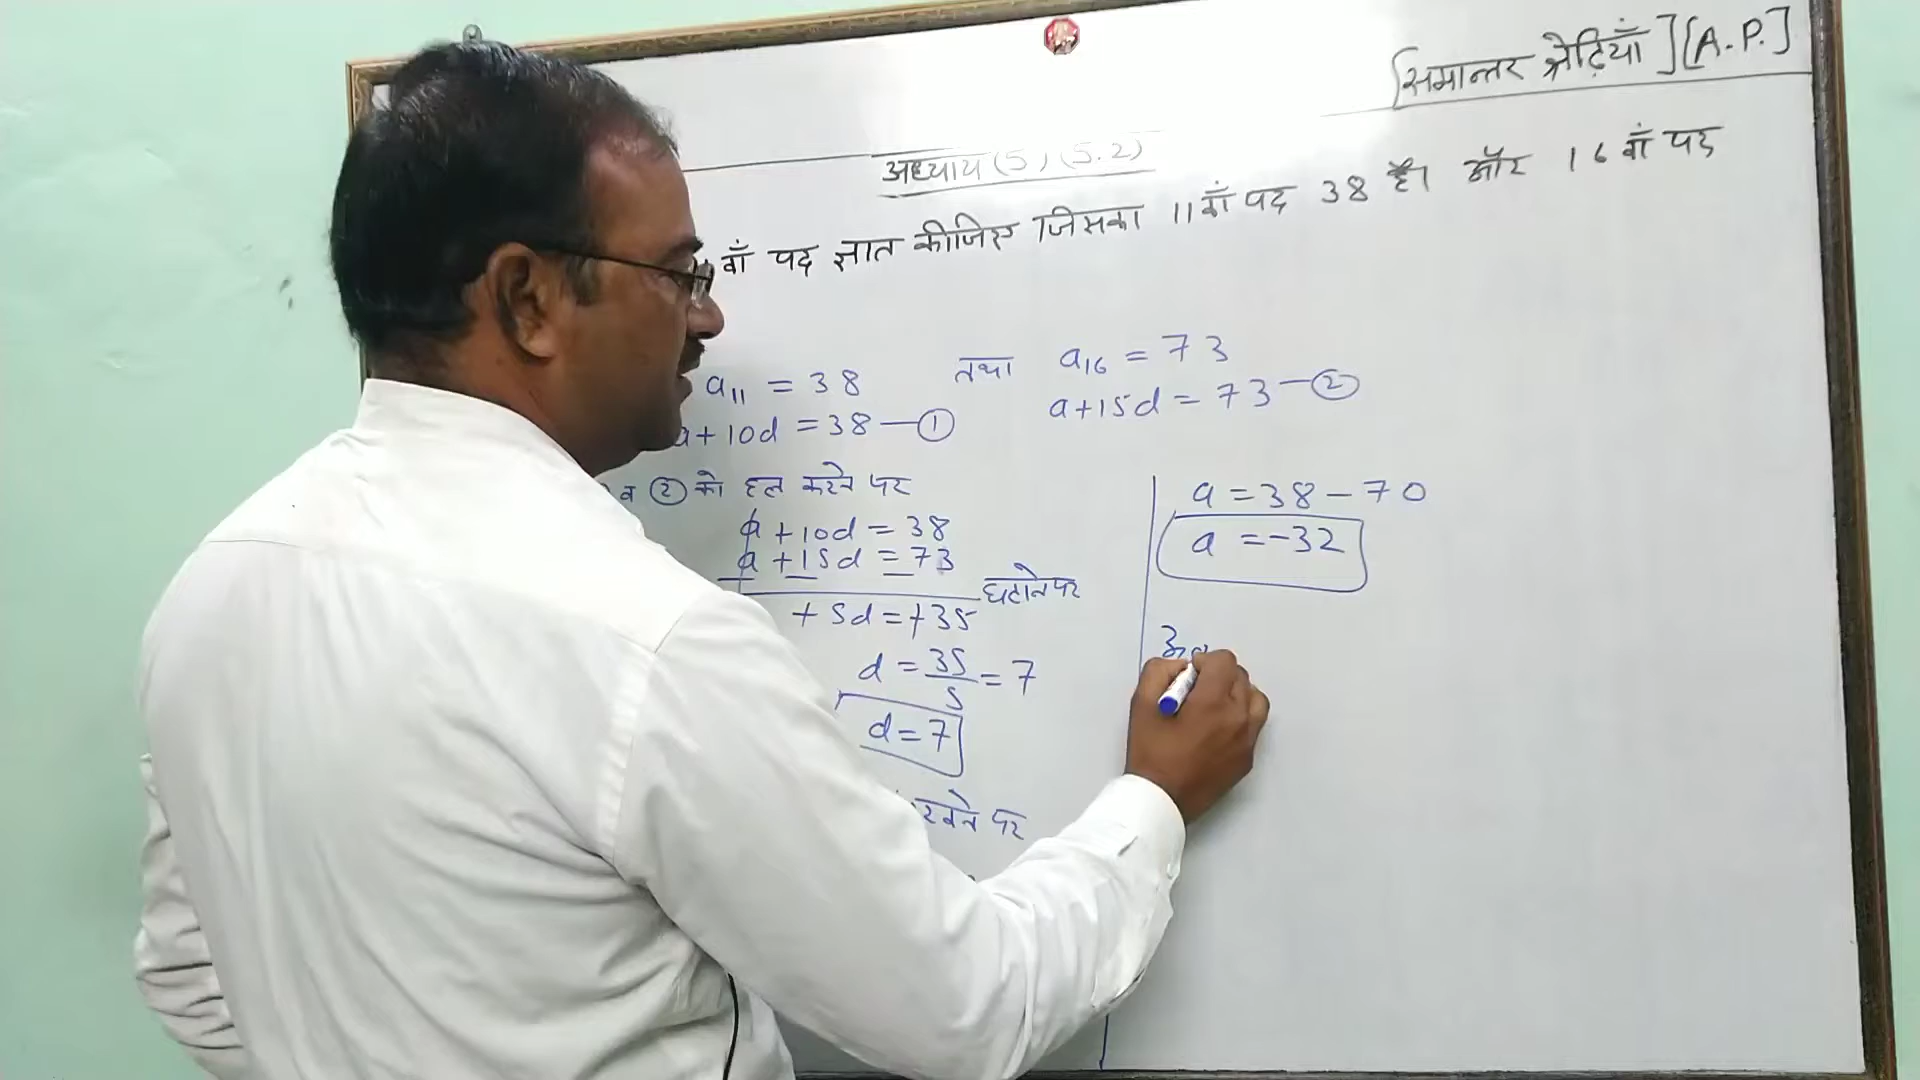 [समान्तर श्रेढ़ियाँ] [A.P.]
अध्याय (5) (5.2)
वाँ पद ज्ञात कीजिए जिसका 11वाँ पद 38 है। और 16 वाँ पद
a₁₁ = 38 तथा a₁₆ = 73
a+10d = 38 — ①
a+15d = 73 — ②
व ② को हल करने पर
a + 10d = 38
a + 15d = 73
घटाने पर
+ 5d = +35
d = 35/5 = 7
d = 7
रखने पर
a = 38 - 70
a = -32